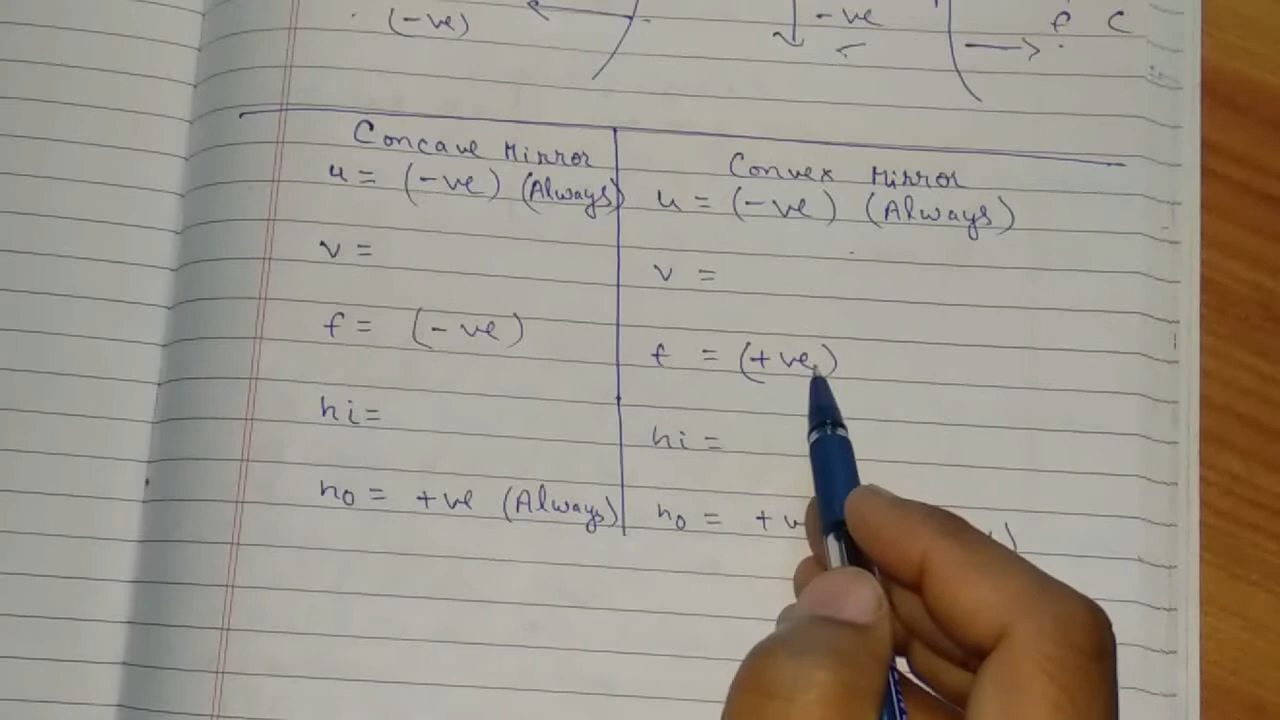 (-ve)
-ve
f C
Concave Mirror
u = (-ve) (Always)
v =
f = (-ve)
hi =
ho = +ve (Always)
Convex Mirror
u = (-ve) (Always)
v =
f = (+ve)
hi =
ho =